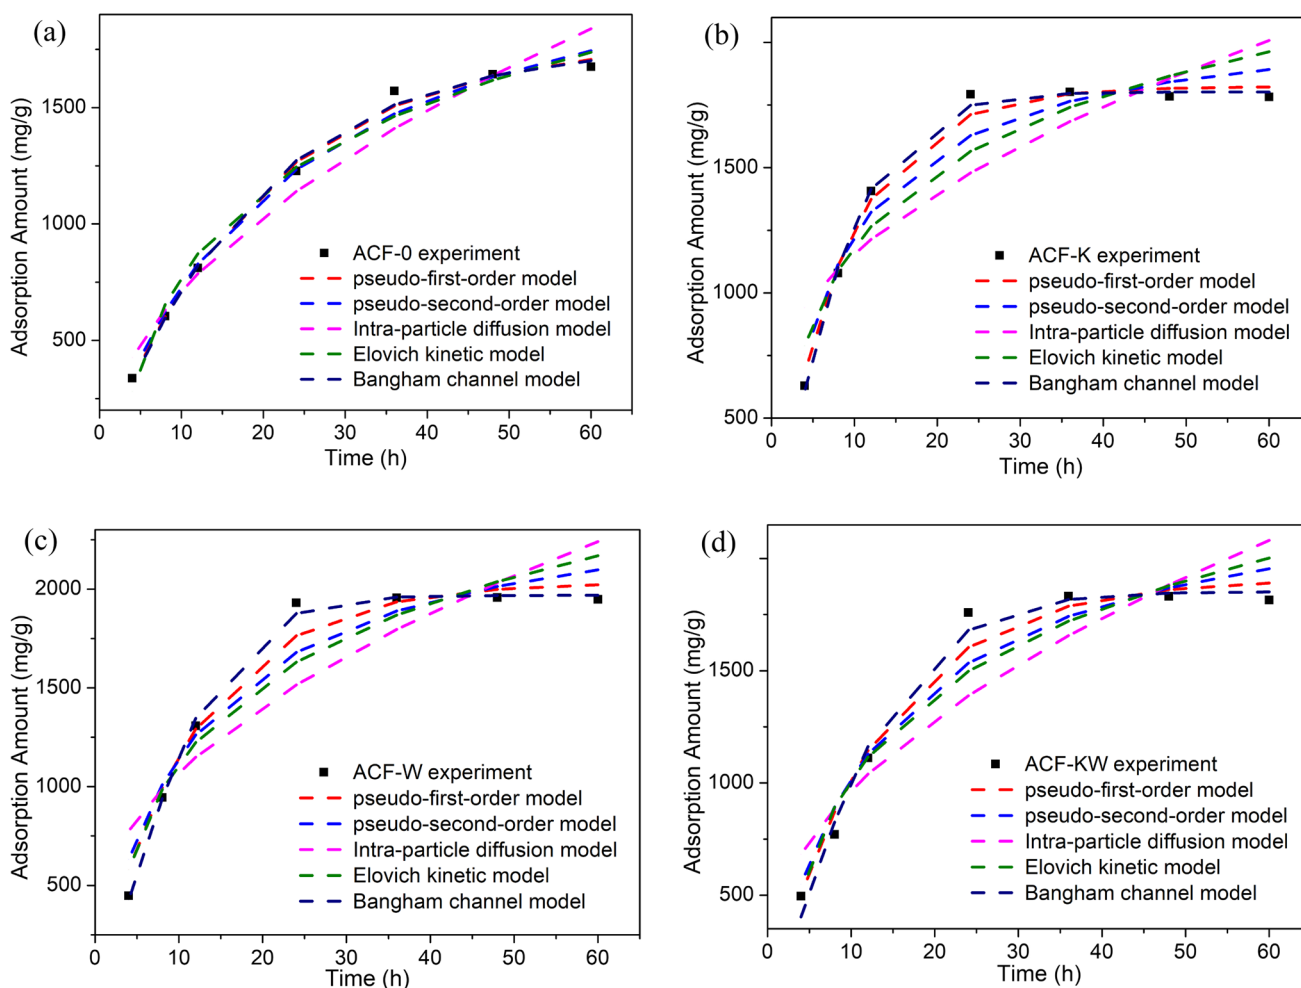 (a)
Adsorption Amount (mg/g)
1500
1000
500
ACF-0 experiment
pseudo-first-order model
pseudo-second-order model
Intra-particle diffusion model
Elovich kinetic model
Bangham channel model
0 10 20 30 40 50 60
Time (h)
(b)
Adsorption Amount (mg/g)
1500
1000
500
ACF-K experiment
pseudo-first-order model
pseudo-second-order model
Intra-particle diffusion model
Elovich kinetic model
Bangham channel model
0 10 20 30 40 50 60
Time (h)
(c)
Adsorption Amount (mg/g)
2000
1500
1000
500
ACF-W experiment
pseudo-first-order model
pseudo-second-order model
Intra-particle diffusion model
Elovich kinetic model
Bangham channel model
0 10 20 30 40 50 60
Time (h)
(d)
Adsorption Amount (mg/g)
1500
1000
500
ACF-KW experiment
pseudo-first-order model
pseudo-second-order model
Intra-particle diffusion model
Elovich kinetic model
Bangham channel model
0 10 20 30 40 50 60
Time (h)